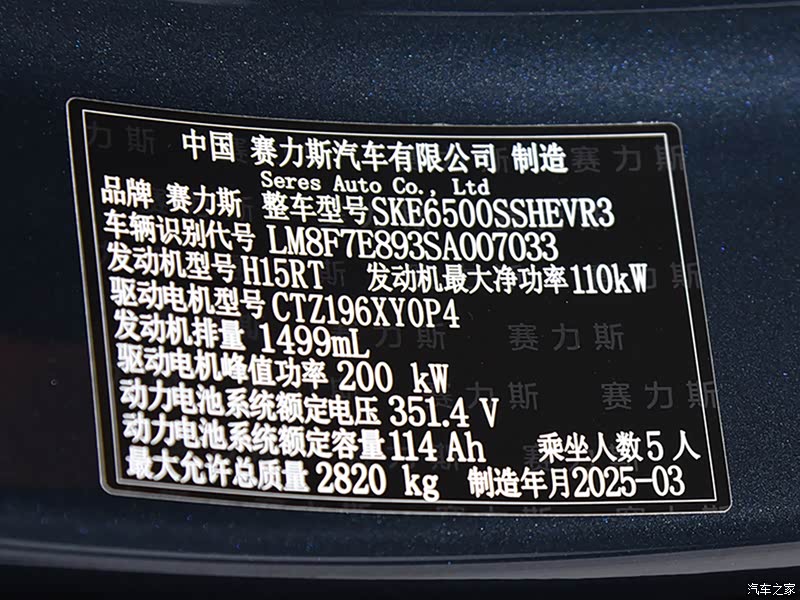 中国 赛力斯汽车有限公司 制造
Seres Auto Co., Ltd
品牌 赛力斯 整车型号SKE6500SSHEVR3
车辆识别代号 LM8F7E893SA007033
发动机型号H15RT 发动机最大净功率110kW
驱动电机型号CTZ196XY0P4
发动机排量 1499mL
驱动电机峰值功率 200 kW
动力电池系统额定电压 351.4 V
动力电池系统额定容量114 Ah 乘坐人数5 人
最大允许总质量 2820 kg 制造年月2025-03
赛力斯
赛力斯
汽车之家